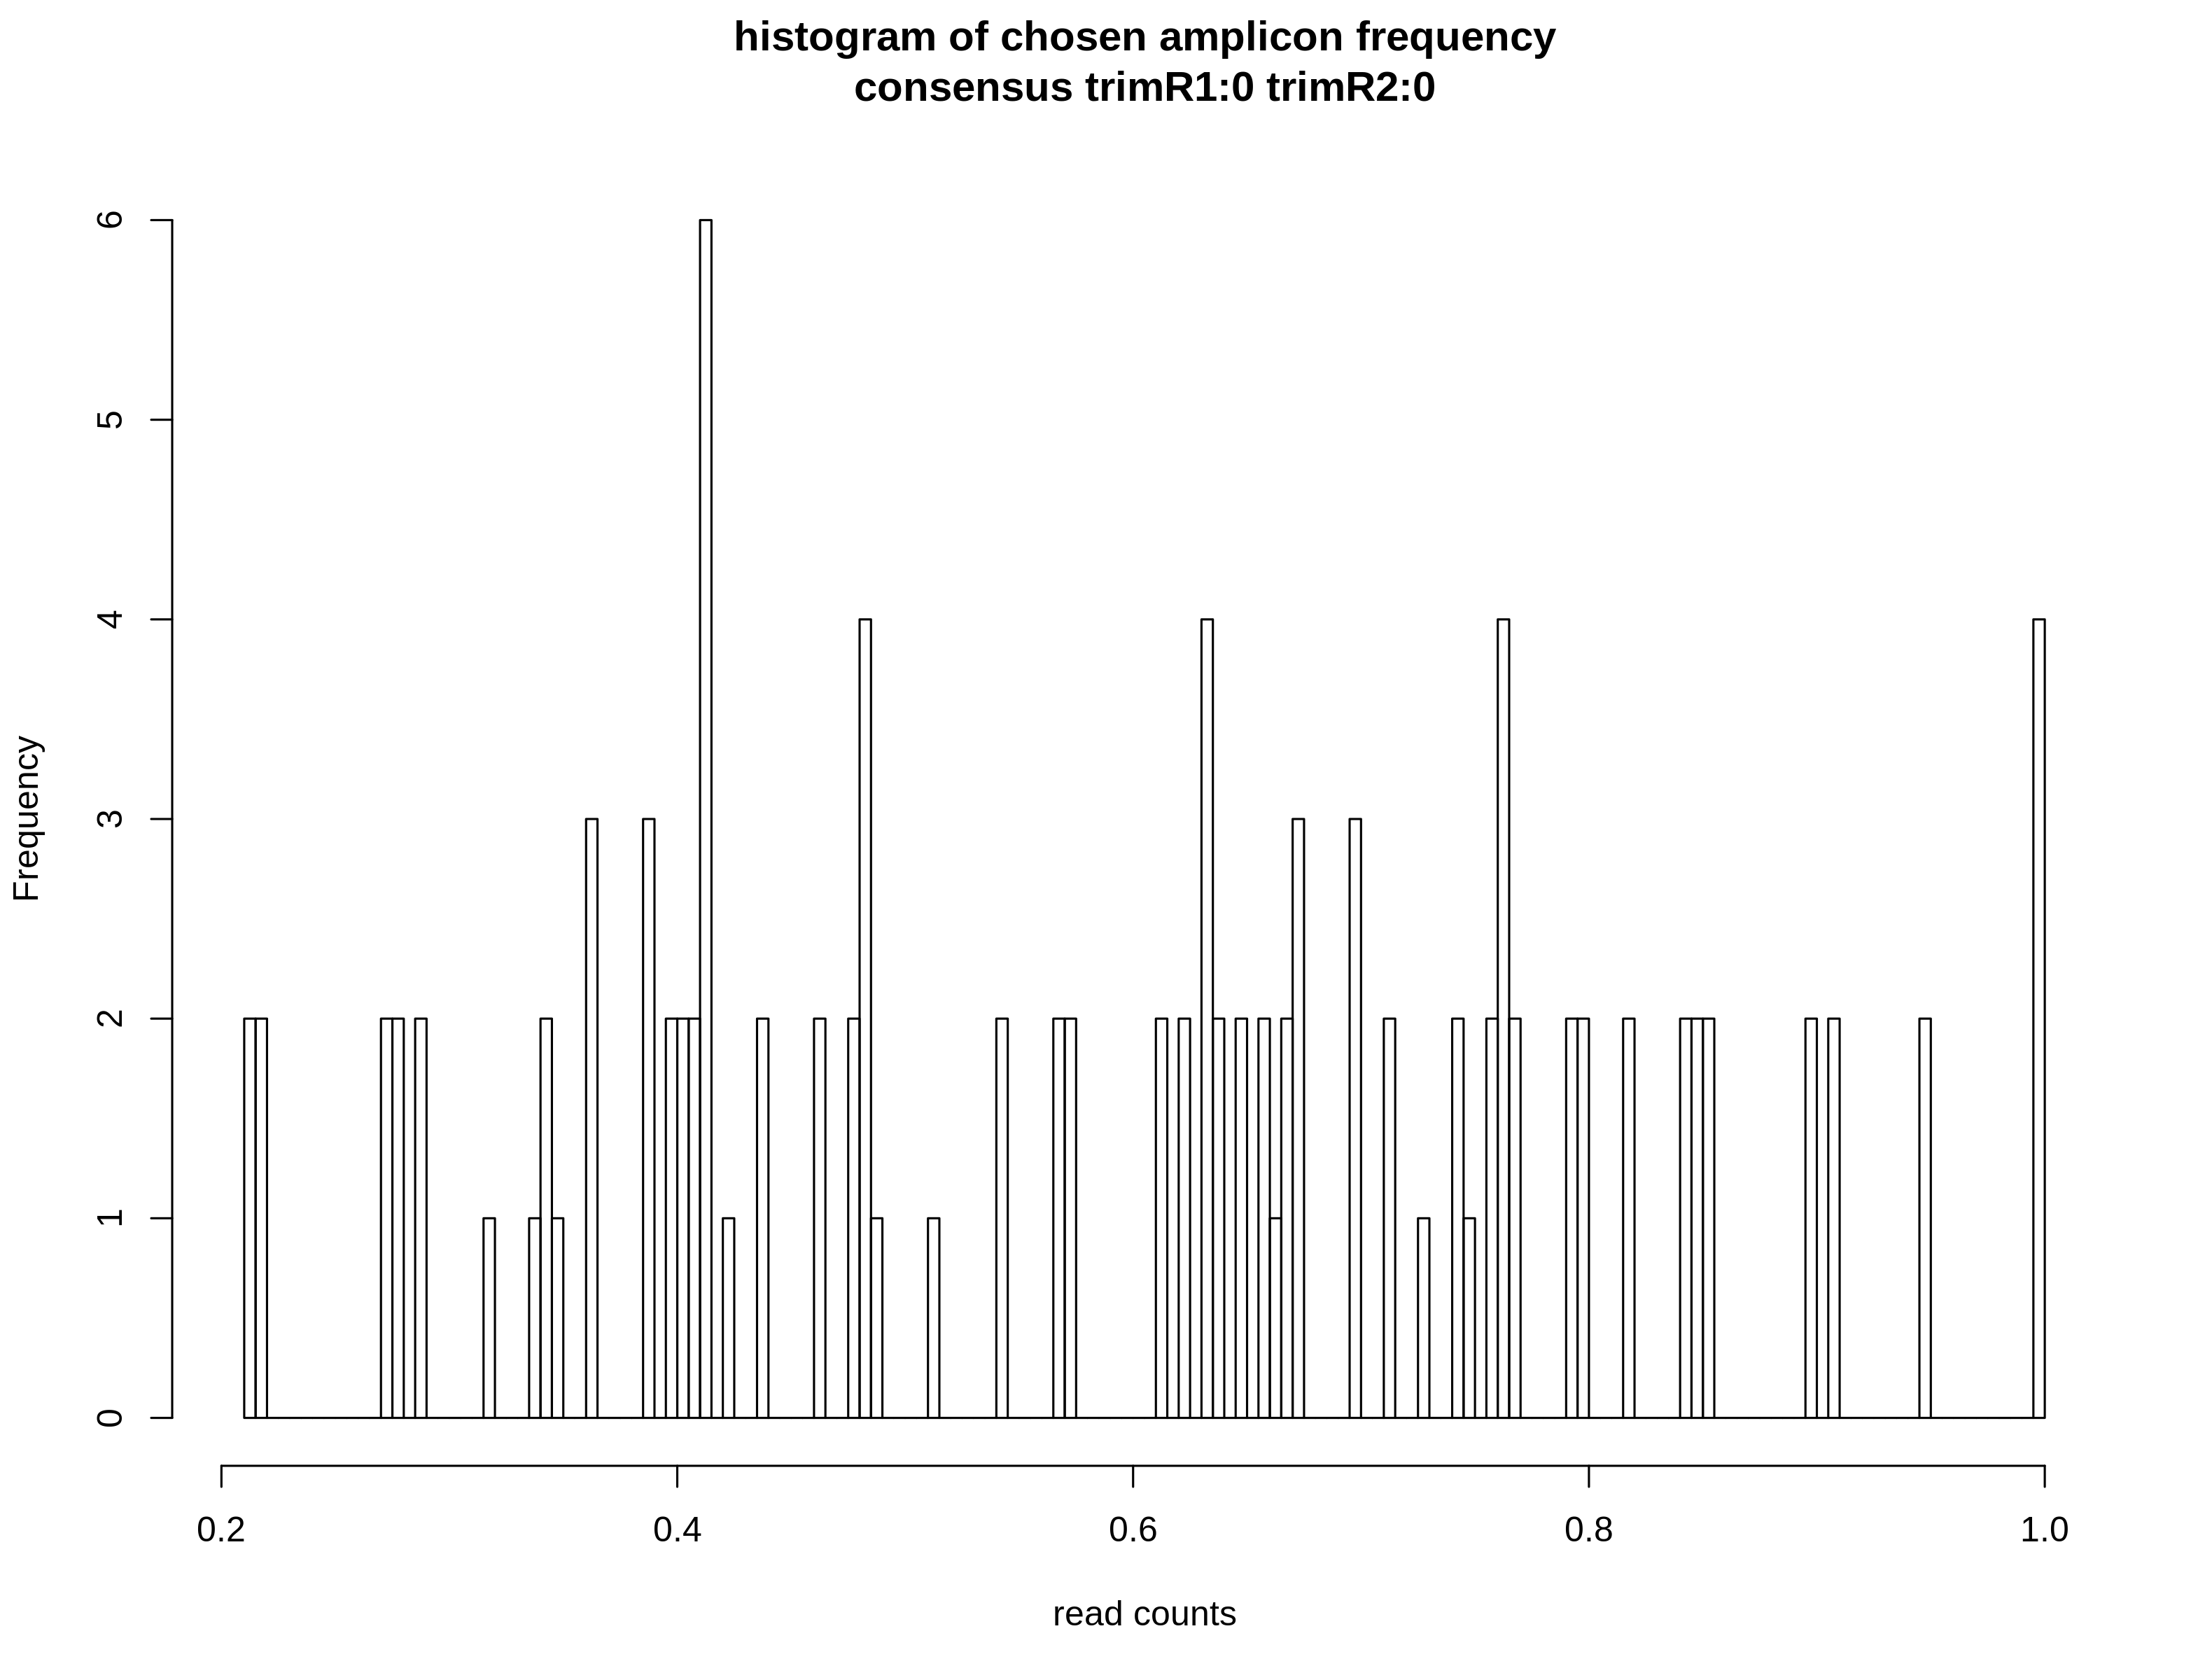 histogram of chosen amplicon frequency
consensus trimR1:0 trimR2:0
Frequency
6
5
4
3
2
1
0
0.2 0.4 0.6 0.8 1.0
read counts